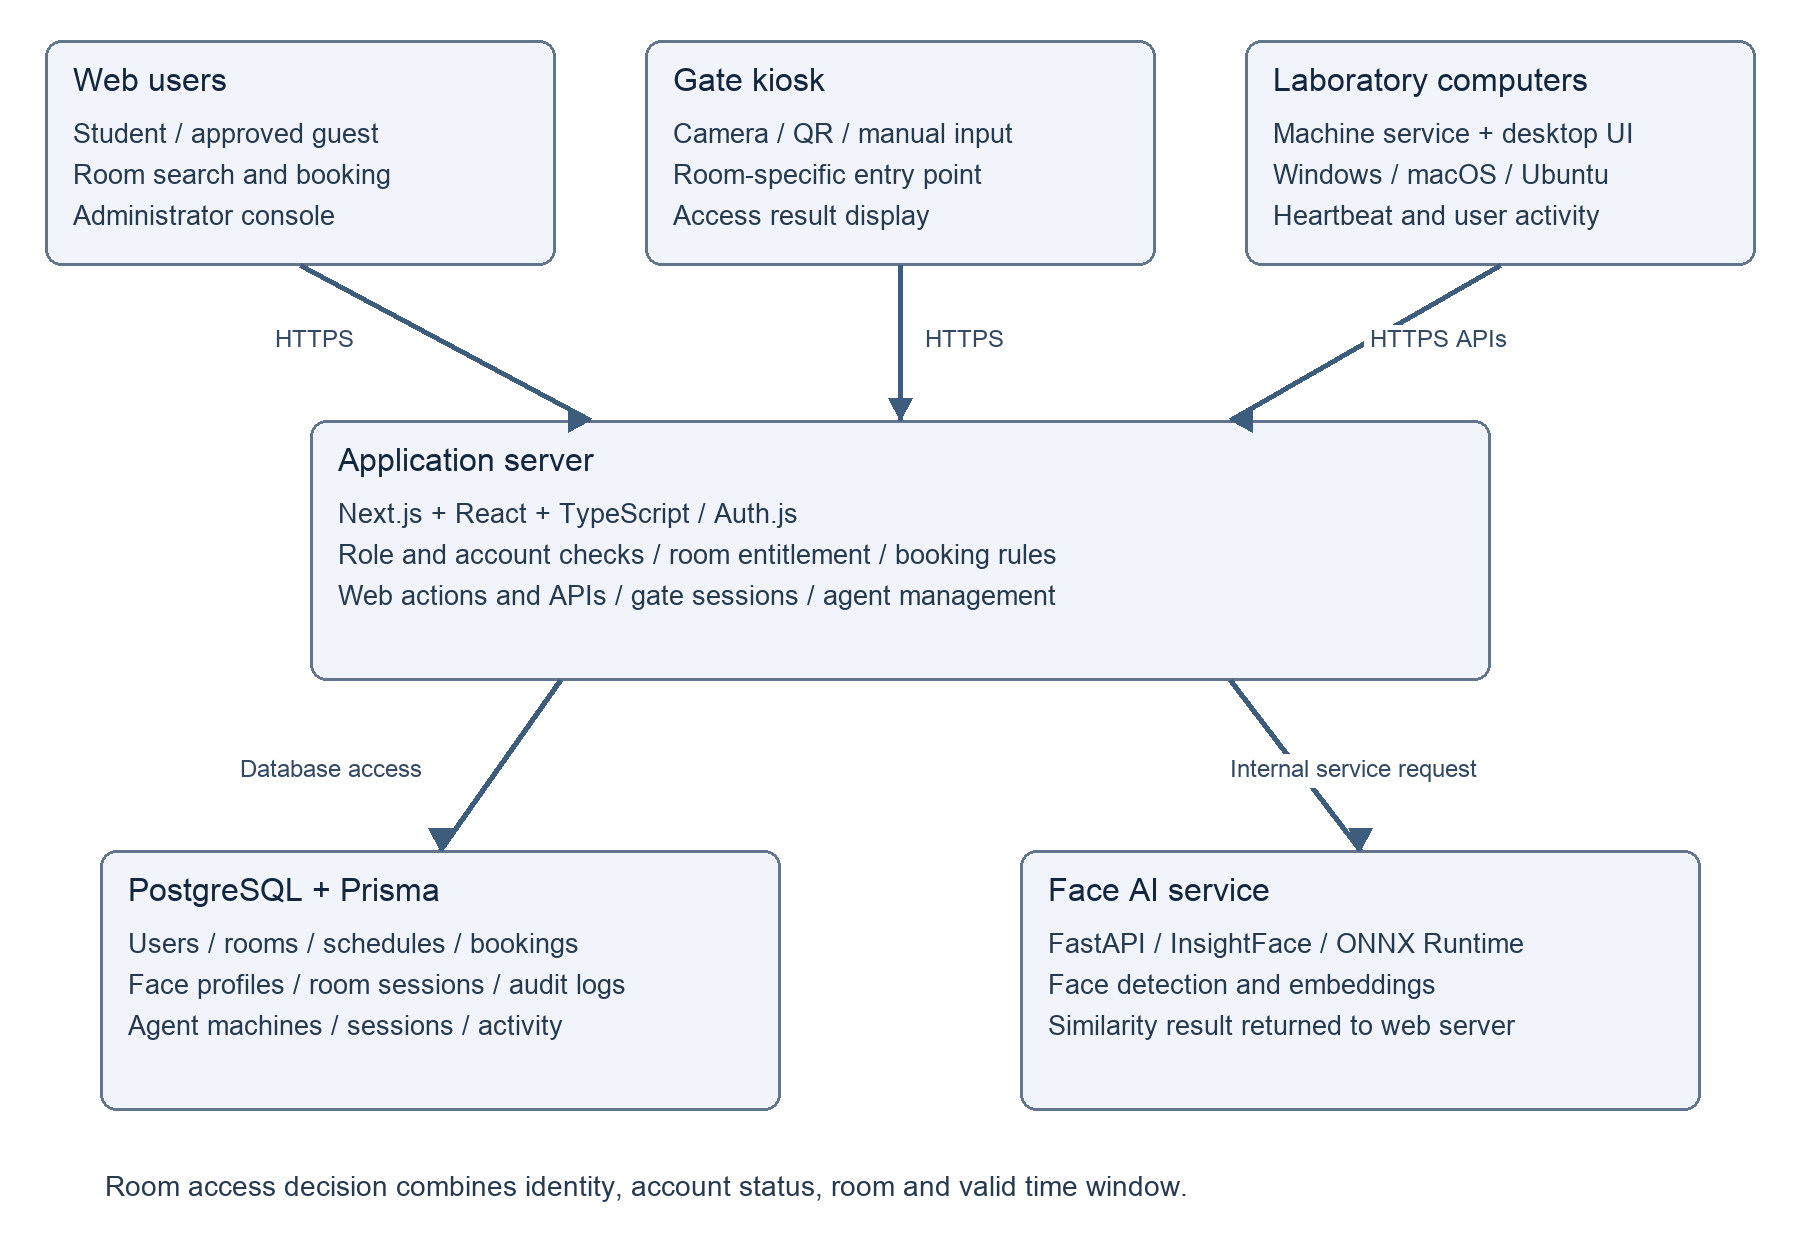 Web users
Student / approved guest
Room search and booking
Administrator console
Gate kiosk
Camera / QR / manual input
Room-specific entry point
Access result display
Laboratory computers
Machine service + desktop UI
Windows / macOS / Ubuntu
Heartbeat and user activity
HTTPS
HTTPS
HTTPS APIs
Application server
Next.js + React + TypeScript / Auth.js
Role and account checks / room entitlement / booking rules
Web actions and APIs / gate sessions / agent management
Database access
Internal service request
PostgreSQL + Prisma
Users / rooms / schedules / bookings
Face profiles / room sessions / audit logs
Agent machines / sessions / activity
Face AI service
FastAPI / InsightFace / ONNX Runtime
Face detection and embeddings
Similarity result returned to web server
Room access decision combines identity, account status, room and valid time window.